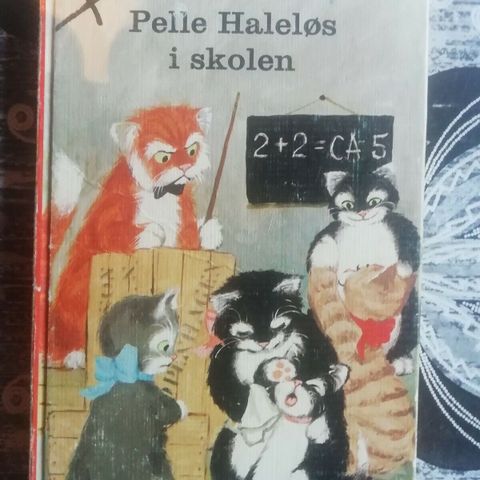 Pelle Haleløs
i skolen
2+2=CA 5